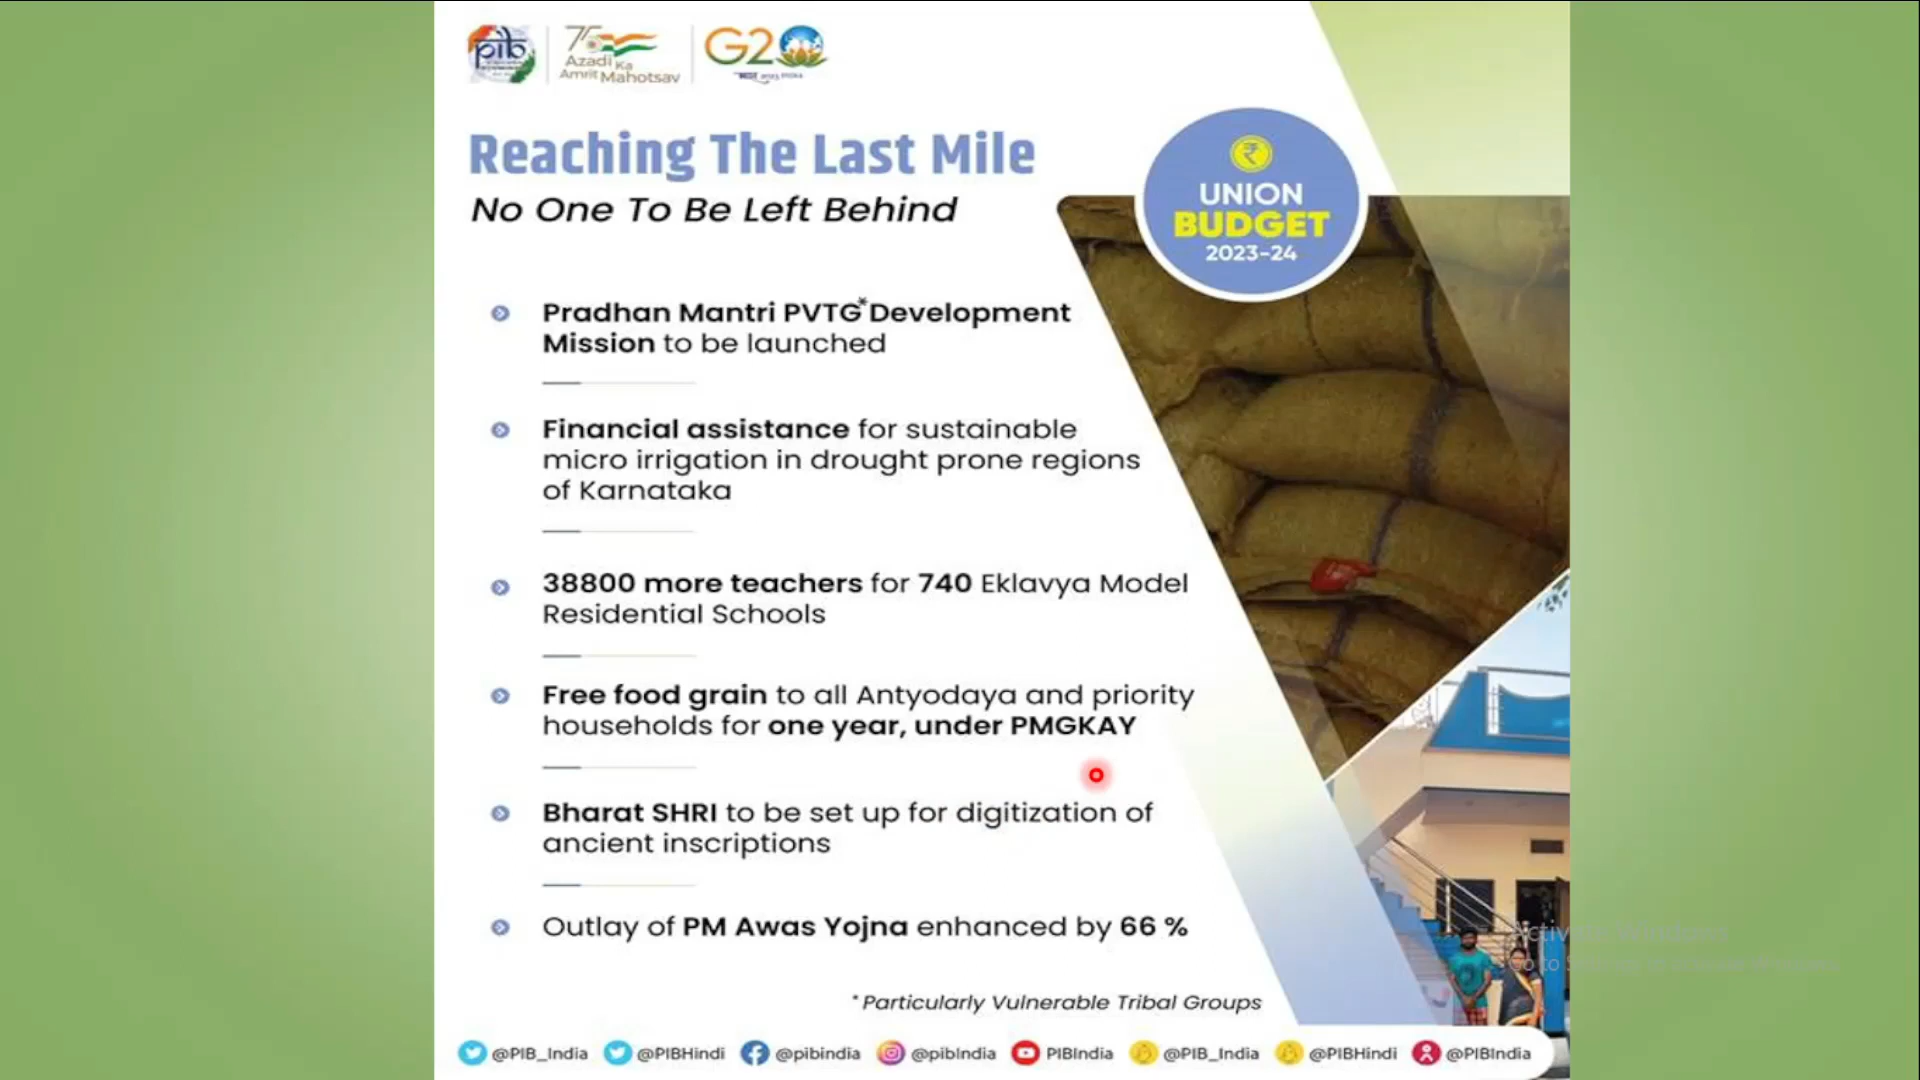 pib
75
Azadi Ka
Amrit Mahotsav
G20
Reaching The Last Mile
No One To Be Left Behind
₹
UNION
BUDGET
2023-24
Pradhan Mantri PVTG* Development
Mission to be launched
Financial assistance for sustainable
micro irrigation in drought prone regions
of Karnataka
38800 more teachers for 740 Eklavya Model
Residential Schools
Free food grain to all Antyodaya and priority
households for one year, under PMGKAY
Bharat SHRI to be set up for digitization of
ancient inscriptions
Outlay of PM Awas Yojna enhanced by 66 %
* Particularly Vulnerable Tribal Groups
@PIB_India @PIBHindi @pibindia @pibIndia PIBIndia @PIB_India @PIBHindi @PIBIndia